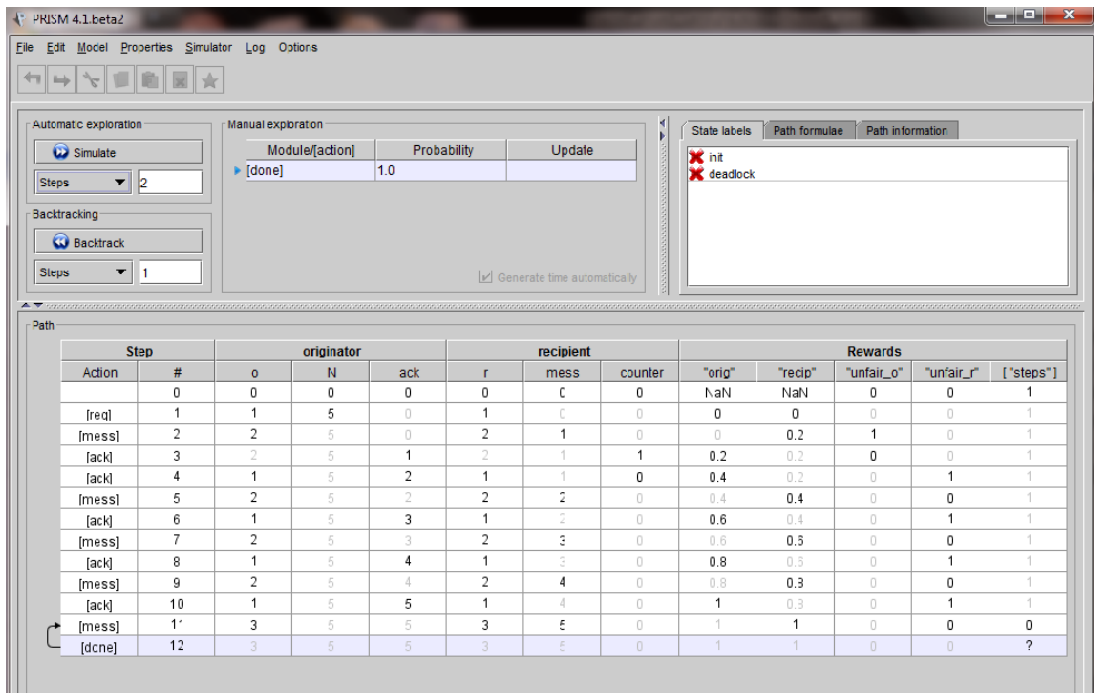 PRISM 4.1.beta2
File Edit Model Properties Simulator Log Options
Automatic exploration
Simulate
Steps 2
Backtracking
Backtrack
Steps 1
Manual exploration
Module/[action] Probability Update
[done] 1.0
Generate time automatically
State labels Path formulae Path information
init
deadlock
Path
Step originator recipient Rewards
Action # o N ack r mess counter "orig" "recip" "unfair_o" "unfair_r" ["steps"]
0 0 0 0 0 0 0 NaN NaN 0 0 1
[req] 1 1 5 0 1 0 0 0 0 0 0 1
[mess] 2 2 5 0 2 1 0 0 0.2 1 0 1
[ack] 3 2 5 1 2 1 1 0.2 0.2 0 0 1
[ack] 4 1 5 2 1 1 0 0.4 0.2 0 1 1
[mess] 5 2 5 2 2 2 0 0.4 0.4 0 0 1
[ack] 6 1 5 3 1 2 0 0.6 0.4 0 1 1
[mess] 7 2 5 3 2 3 0 0.6 0.6 0 0 1
[ack] 8 1 5 4 1 3 0 0.8 0.6 0 1 1
[mess] 9 2 5 4 2 4 0 0.8 0.8 0 0 1
[ack] 10 1 5 5 1 4 0 1 0.8 0 1 1
[mess] 11 3 5 5 3 5 0 1 1 0 0 0
[done] 12 3 5 5 3 5 0 1 1 0 0 ?